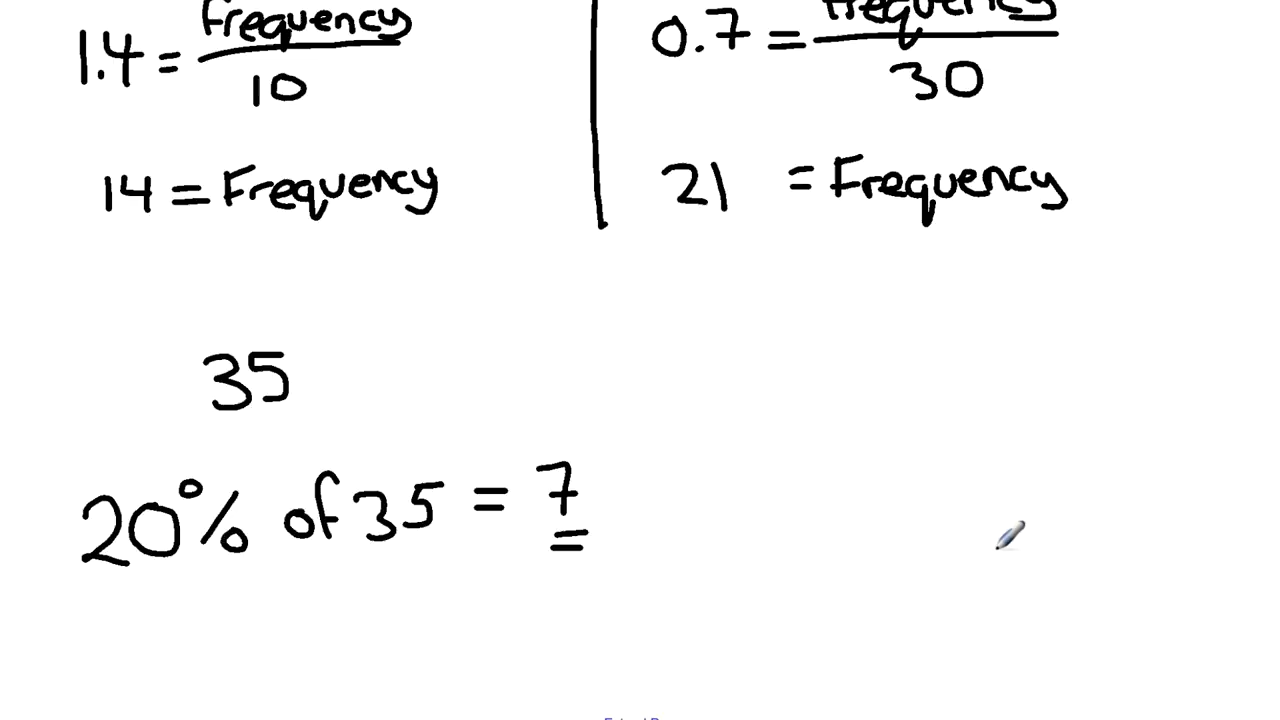 1.4 = Frequency / 10
14 = Frequency
0.7 = Frequency / 30
21 = Frequency
35
20% of 35 = 7